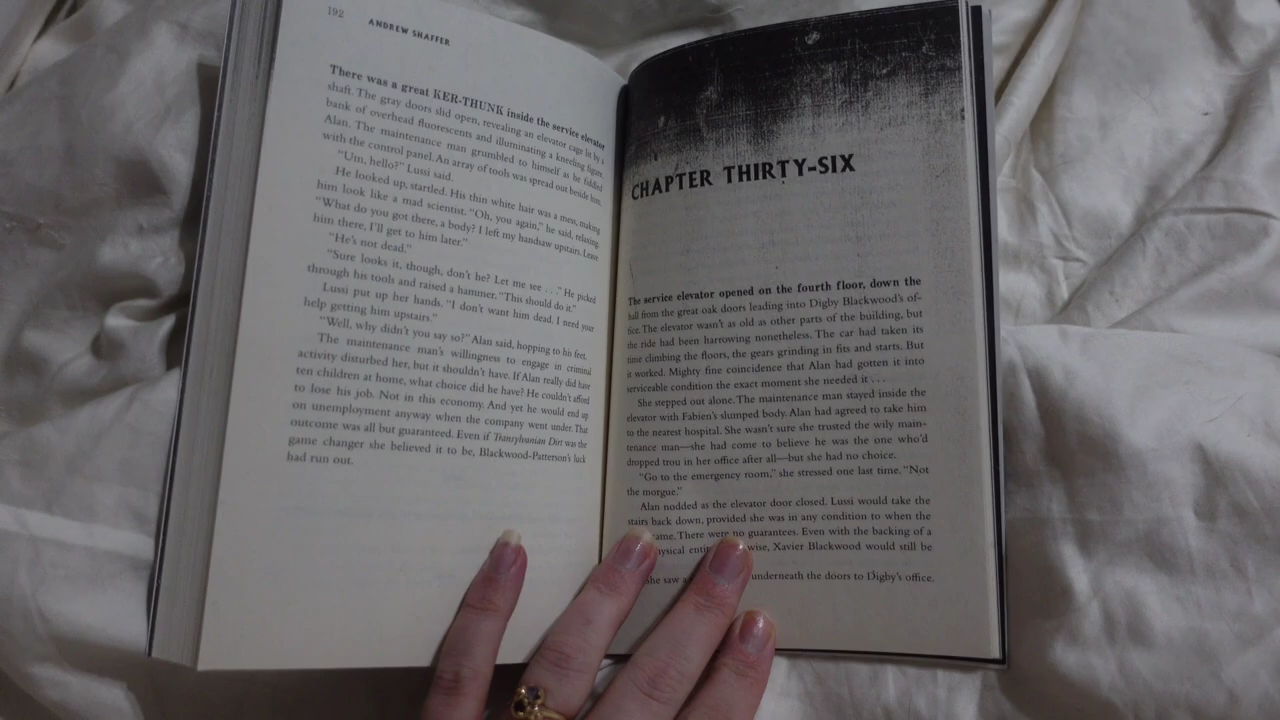 192
ANDREW SHAFFER
There was a great KER-THUNK inside the service elevator
shaft. The gray doors slid open, revealing an elevator cage lit by a
bank of overhead fluorescents and illuminating a kneeling figure.
Alan. The maintenance man grumbled to himself as he fiddled
with the control panel. An array of tools was spread out beside him.
“Um, hello?” Lussi said.
He looked up, startled. His thin white hair was a mess, making
him look like a mad scientist. “Oh, you again,” he said, relaxing.
“What do you got there, a body? I left my handsaw upstairs. Leave
him there, I’ll get to him later.”
“He’s not dead.”
“Sure looks it, though, don’t he? Let me see . . .” He picked
through his tools and raised a hammer. “This should do it.”
Lussi put up her hands. “I don’t want him dead. I need your
help getting him upstairs.”
“Well, why didn’t you say so?” Alan said, hopping to his feet.
The maintenance man’s willingness to engage in criminal
activity disturbed her, but it shouldn’t have. If Alan really did have
ten children at home, what choice did he have? He couldn’t afford
to lose his job. Not in this economy. And yet he would end up
on unemployment anyway when the company went under. That
outcome was all but guaranteed. Even if Transylvanian Dirt was the
game changer she believed it to be, Blackwood-Patterson’s luck
had run out.
CHAPTER THIRTY-SIX
The service elevator opened on the fourth floor, down the
hall from the great oak doors leading into Digby Blackwood’s of-
fice. The elevator wasn’t as old as other parts of the building, but
the ride had been harrowing nonetheless. The car had taken its
time climbing the floors, the gears grinding in fits and starts. But
it worked. Mighty fine coincidence that Alan had gotten it into
serviceable condition the exact moment she needed it . . .
She stepped out alone. The maintenance man stayed inside the
elevator with Fabien’s slumped body. Alan had agreed to take him
to the nearest hospital. She wasn’t sure she trusted the wily main-
tenance man—she had come to believe he was the one who’d
dropped trou in her office after all—but she had no choice.
“Go to the emergency room,” she stressed one last time. “Not
the morgue.”
Alan nodded as the elevator door closed. Lussi would take the
stairs back down, provided she was in any condition to when the
ame. There were no guarantees. Even with the backing of a
ysical entit wise, Xavier Blackwood would still be
She saw a underneath the doors to Digby’s office.